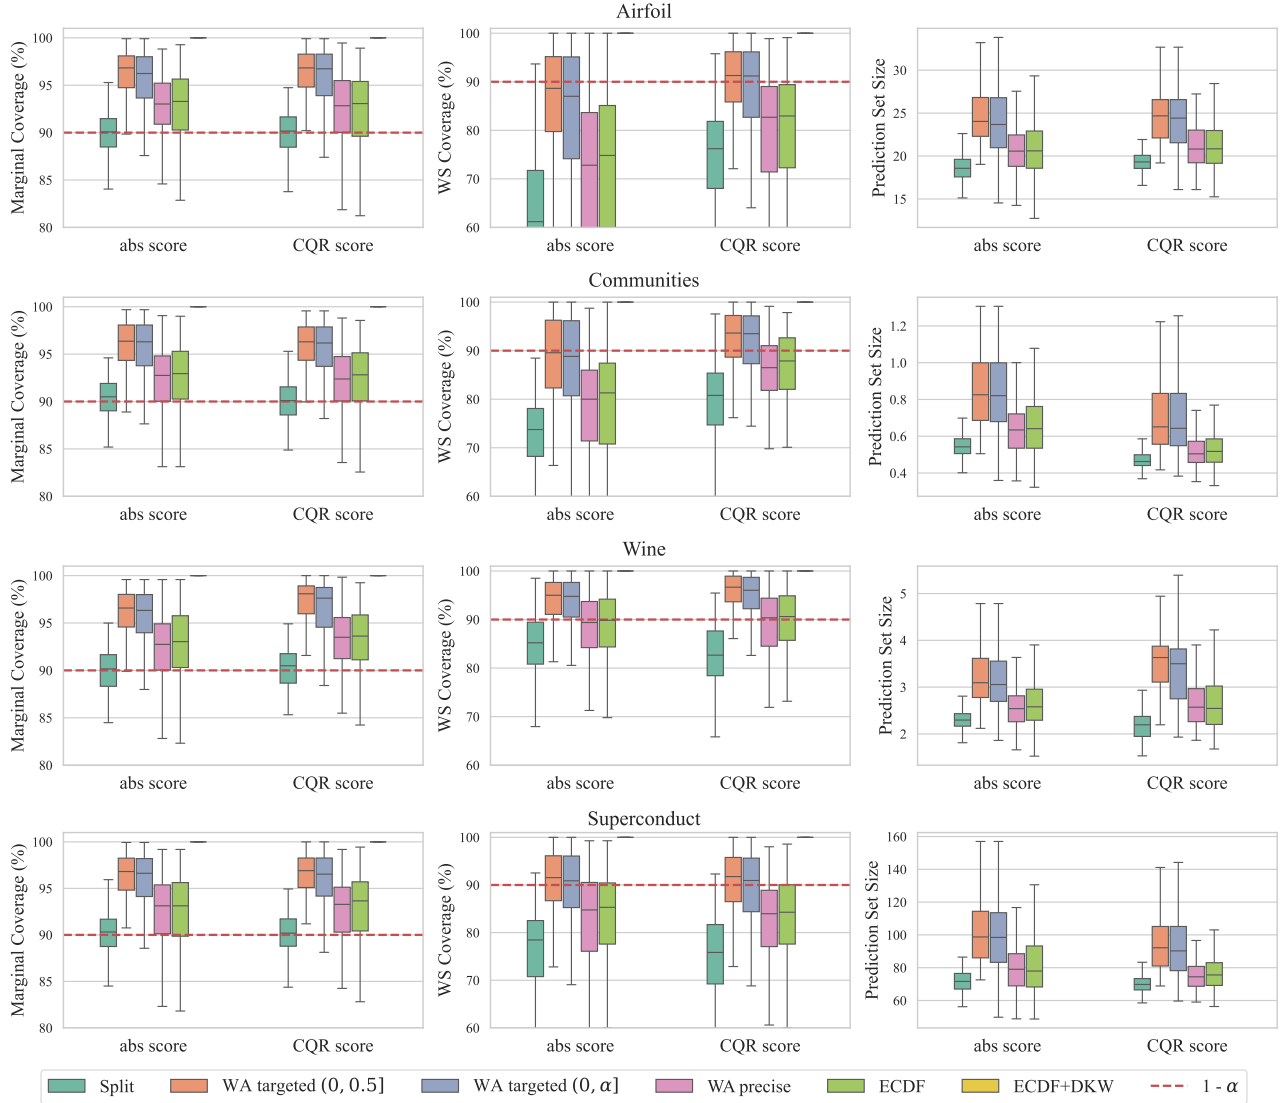 Airfoil
Marginal Coverage (%)
100
95
90
85
80
abs score
CQR score
WS Coverage (%)
100
90
80
70
60
abs score
CQR score
Prediction Set Size
30
25
20
15
abs score
CQR score
Communities
Marginal Coverage (%)
100
95
90
85
80
abs score
CQR score
WS Coverage (%)
100
90
80
70
60
abs score
CQR score
Prediction Set Size
1.2
1.0
0.8
0.6
0.4
abs score
CQR score
Wine
Marginal Coverage (%)
100
95
90
85
80
abs score
CQR score
WS Coverage (%)
100
90
80
70
60
abs score
CQR score
Prediction Set Size
5
4
3
2
abs score
CQR score
Superconduct
Marginal Coverage (%)
100
95
90
85
80
abs score
CQR score
WS Coverage (%)
100
90
80
70
60
abs score
CQR score
Prediction Set Size
160
140
120
100
80
60
abs score
CQR score
Split
WA targeted (0, 0.5]
WA targeted (0, α]
WA precise
ECDF
ECDF+DKW
1 - α